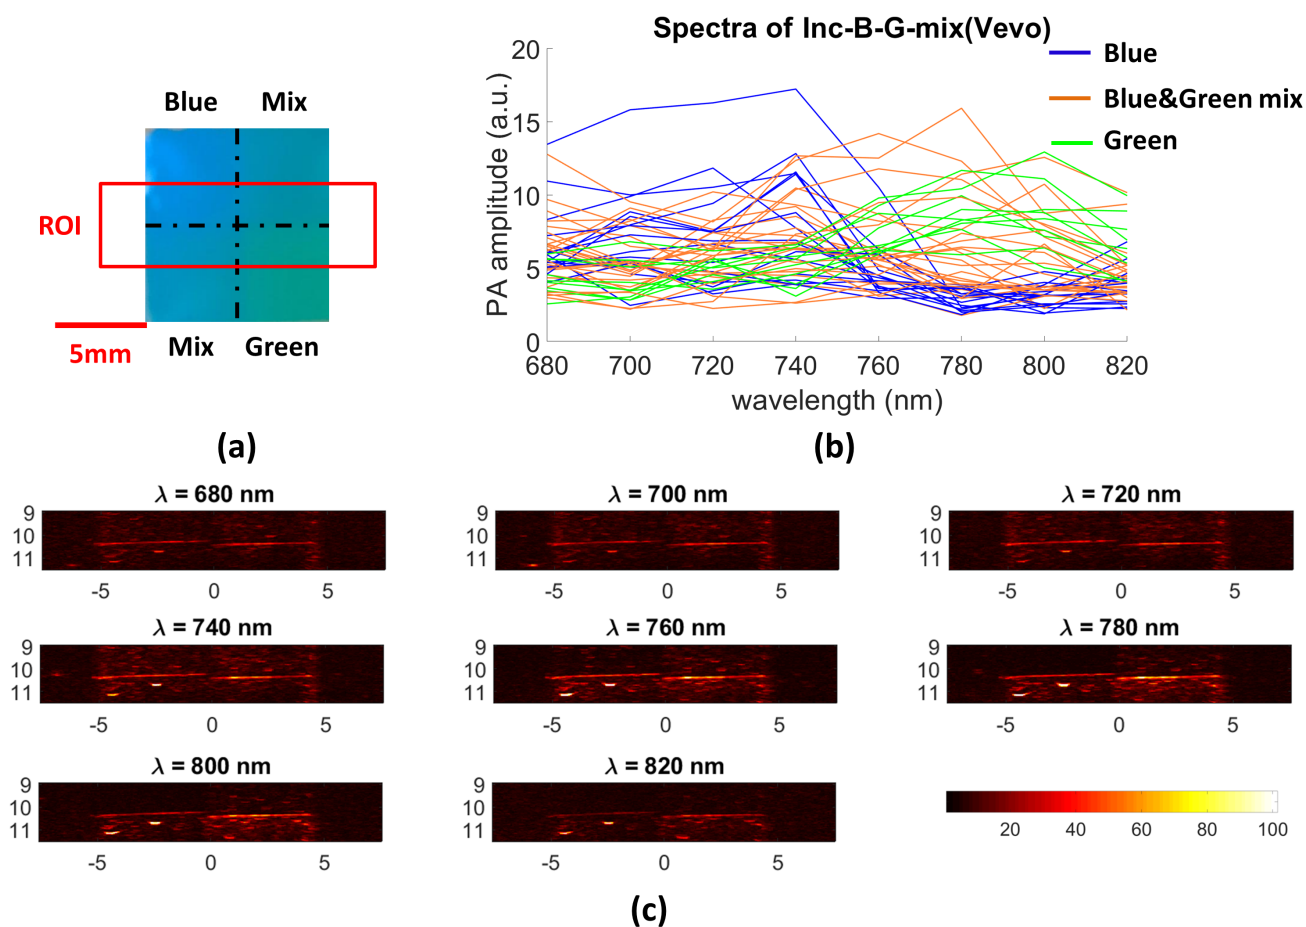 Blue Mix
ROI
Mix Green
5mm
(a)
Spectra of Inc-B-G-mix(Vevo)
Blue
Blue&Green mix
Green
PA amplitude (a.u.)
20
15
10
5
0
680 700 720 740 760 780 800 820
wavelength (nm)
(b)
λ = 680 nm
9
10
11
-5 0 5
λ = 700 nm
9
10
11
-5 0 5
λ = 720 nm
9
10
11
-5 0 5
λ = 740 nm
9
10
11
-5 0 5
λ = 760 nm
9
10
11
-5 0 5
λ = 780 nm
9
10
11
-5 0 5
λ = 800 nm
9
10
11
-5 0 5
λ = 820 nm
9
10
11
-5 0 5
20 40 60 80 100
(c)